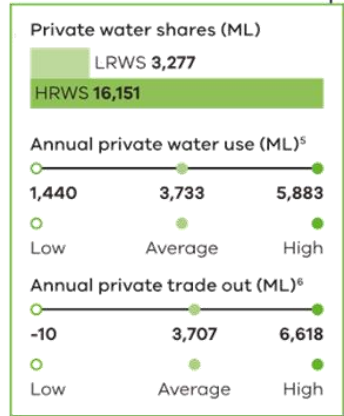 Private water shares (ML)
LRWS 3,277
HRWS 16,151
Annual private water use (ML)⁵
1,440 3,733 5,883
Low Average High
Annual private trade out (ML)⁶
-10 3,707 6,618
Low Average High